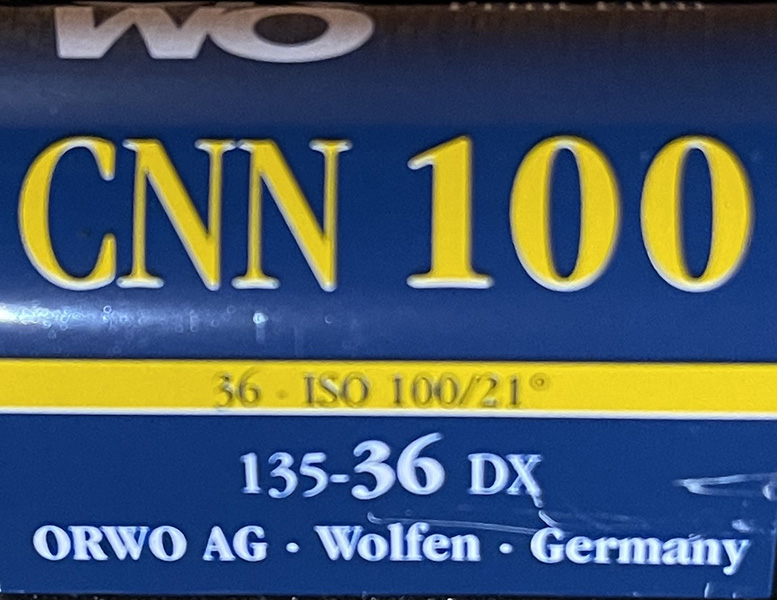 WO
CNN 100
36 · ISO 100/21°
135-36 DX
ORWO AG · Wolfen · Germany